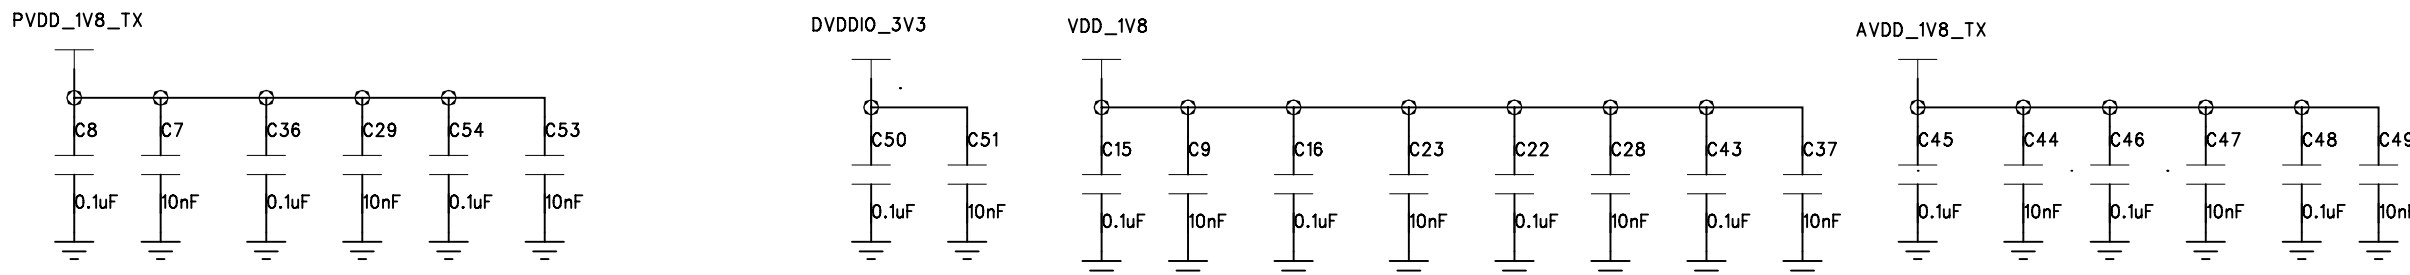 PVDD_1V8_TX
DVDDIO_3V3
VDD_1V8
AVDD_1V8_TX
C8 C7 C36 C29 C54 C53
0.1uF 10nF 0.1uF 10nF 0.1uF 10nF
C50 C51
0.1uF 10nF
C15 C9 C16 C23 C22 C28 C43 C37
0.1uF 10nF 0.1uF 10nF 0.1uF 10nF 0.1uF 10nF
C45 C44 C46 C47 C48 C49
0.1uF 10nF 0.1uF 10nF 0.1uF 10nF